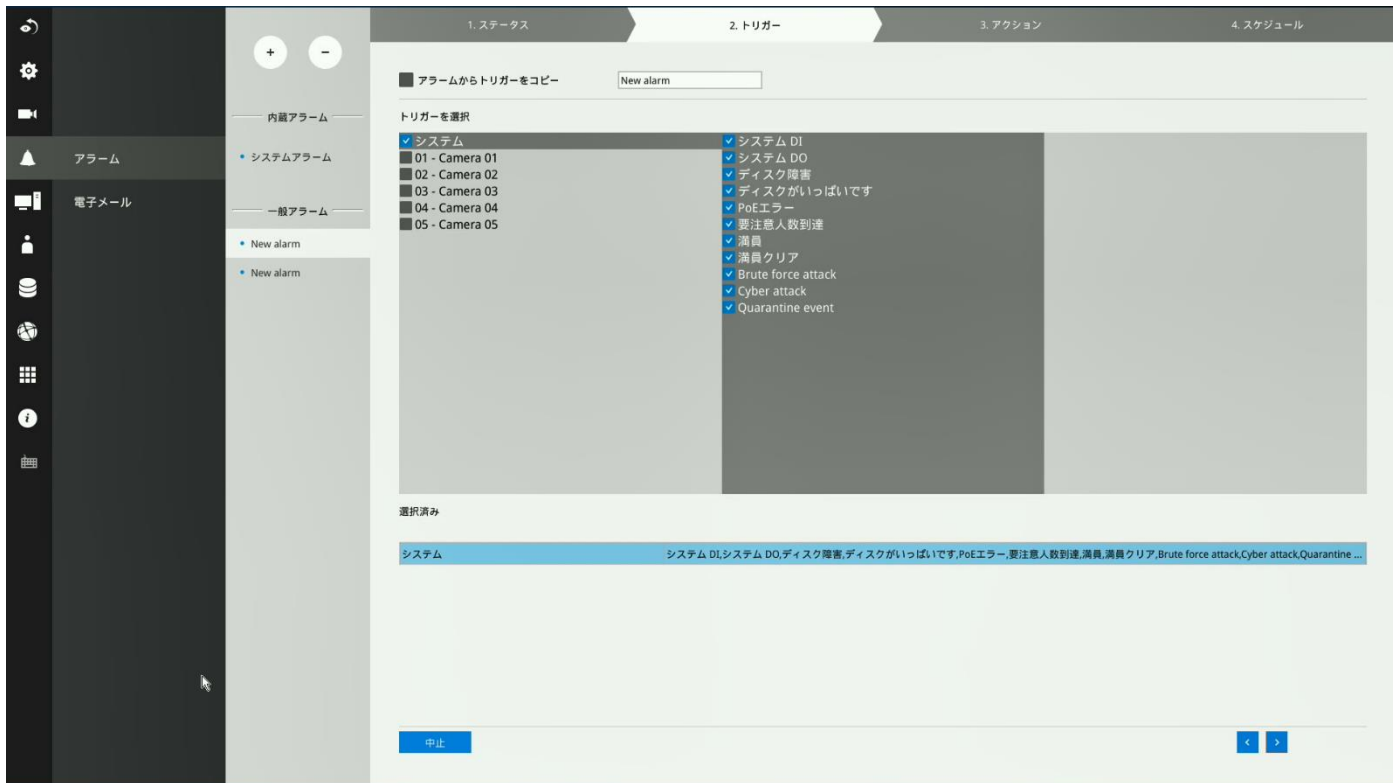 1. ステータス
2. トリガー
3. アクション
4. スケジュール
アラーム
電子メール
+
-
内蔵アラーム
システムアラーム
一般アラーム
New alarm
New alarm
アラームからトリガーをコピー
New alarm
トリガーを選択
システム
01 - Camera 01
02 - Camera 02
03 - Camera 03
04 - Camera 04
05 - Camera 05
システム DI
システム DO
ディスク障害
ディスクがいっぱいです
PoEエラー
要注意人数到達
満員
満員クリア
Brute force attack
Cyber attack
Quarantine event
選択済み
システム
システム DI,システム DO,ディスク障害,ディスクがいっぱいです,PoEエラー,要注意人数到達,満員,満員クリア,Brute force attack,Cyber attack,Quarantine ...
中止
< >